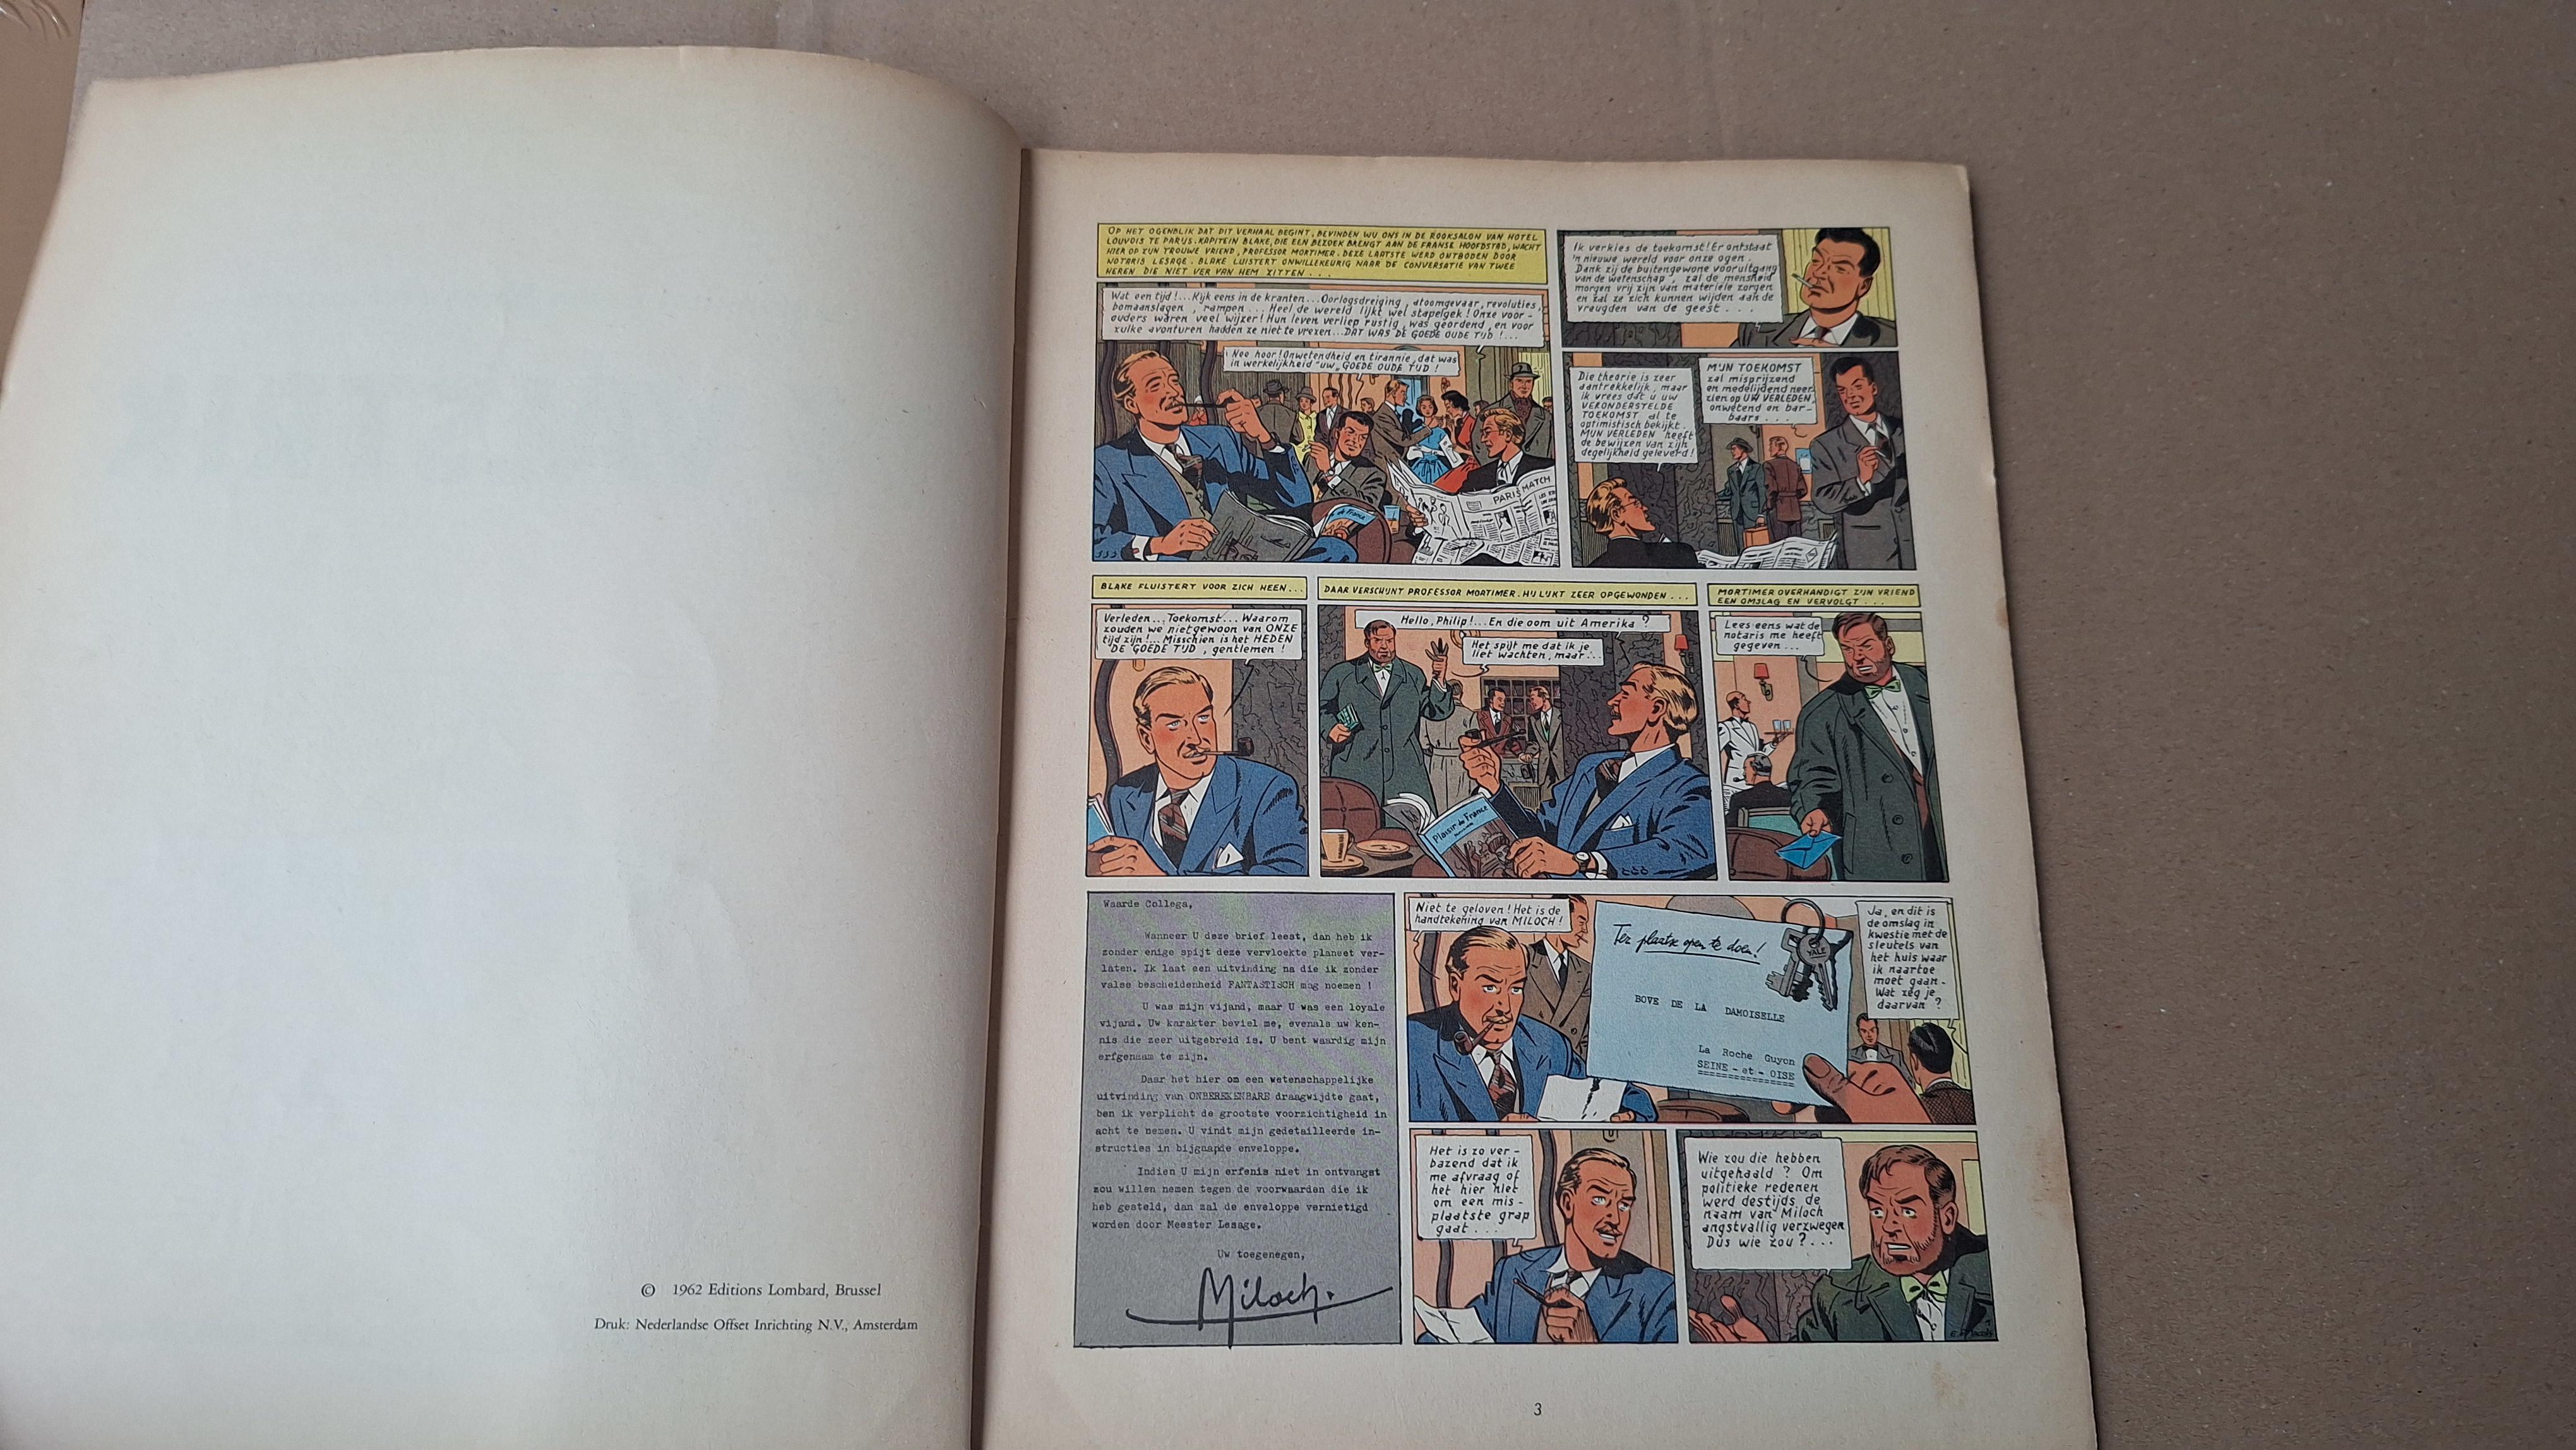 © 1962 Editions Lombard, Brussel
Druk: Nederlandse Offset Inrichting N.V., Amsterdam
OP HET OGENBLIK DAT DIT VERHAAL BEGINT, BEVINDEN WIJ ONS IN DE ROOKSALON VAN HOTEL
LOUVOIS TE PARIJS. KAPITEIN BLAKE, DIE EEN BEZOEK BRENGT AAN DE FRANSE HOOFDSTAD, WACHT
HIER OP ZIJN TROUWE VRIEND, PROFESSOR MORTIMER. DEZE LAATSTE WERD ONTBODEN DOOR
NOTARIS LESAGE. BLAKE LUISTERT ONWILLEKEURIG NAAR DE CONVERSATIE VAN TWEE
HEREN DIE NIET VER VAN HEM ZITTEN...
Wat een tijd!... Kijk eens in de kranten... Oorlogsdreiging, atoomgevaar, revoluties,
bomaanslagen, rampen... Heel de wereld lijkt wel stapelgek! Onze voor-
ouders waren veel wijzer! Hun leven verliep rustig, was geordend, en voor
zulke avonturen hadden ze niet te vrezen... DAT WAS DE GOEDE OUDE TIJD!...
Nee hoor! Onwetendheid en tirannie, dat was
in werkelijkheid "uw" GOEDE OUDE TIJD!
PARIS MATCH
de France
Ik verkies de toekomst! Er ontstaat
'n nieuwe wereld voor onze ogen.
Dank zij de buitengewone vooruitgang
van de wetenschap, zal de mensheid
morgen vrij zijn van materiële zorgen
en zal ze zich kunnen wijden aan de
vreugden van de geest...
Die theorie is zeer
aantrekkelijk, maar
ik vrees dat u uw
VERONDERSTELDE
TOEKOMST al te
optimistisch bekijkt.
MIJN VERLEDEN heeft
de bewijzen van zijn
degelijkheid geleverd!
MIJN TOEKOMST
zal misprijzend
en medelijdend neer-
zien op UW VERLEDEN,
onwetend en bar-
baars...
BLAKE FLUISTERT VOOR ZICH HEEN...
Verleden... Toekomst... Waarom
zouden we niet gewoon van ONZE
tijd zijn!... Misschien is het HEDEN
DE GOEDE TIJD, gentlemen!
DAAR VERSCHIJNT PROFESSOR MORTIMER. HIJ LIJKT ZEER OPGEWONDEN...
Hello, Philip!... En die oom uit Amerika?
Het spijt me dat ik je
liet wachten, maar...
Plaisir de France
MORTIMER OVERHANDIGT ZIJN VRIEND
EEN OMSLAG EN VERVOLGT...
Lees eens wat de
notaris me heeft
gegeven...
Waarde Collega,
Wanneer U deze brief leest, dan heb ik
zonder enige spijt deze vervloekte planeet ver-
laten. Ik laat een uitvinding na die ik zonder
valse bescheidenheid FANTASTISCH mag noemen !
U was mijn vijand, maar U was een loyale
vijand. Uw karakter beviel me, evenals uw ken-
nis die zeer uitgebreid is. U bent waardig mijn
erfgenaam te zijn.
Daar het hier om een wetenschappelijke
uitvinding van ONBEREKENBARE draagwijdte gaat,
ben ik verplicht de grootste voorzichtigheid in
acht te nemen. U vindt mijn gedetailleerde in-
structies in bijgaande enveloppe.
Indien U mijn erfenis niet in ontvangst
zou willen nemen tegen de voorwaarden die ik
heb gesteld, dan zal de enveloppe vernietigd
worden door Meester Lesage.
Uw toegenegen,
Miloch.
Niet te geloven! Het is de
handtekening van MILOCH!
Ter plaatse open te doen!
YALE
BOVE DE LA DAMOISELLE
La Roche Guyon
SEINE - et - OISE
Ja, en dit is
de omslag in
kwestie met de
sleutels van
het huis waar
ik naartoe
moet gaan.
Wat zeg je
daarvan?
Het is zo ver-
bazend dat ik
me afvraag of
het hier niet
om een mis-
plaatste grap
gaat....
Wie zou die hebben
uitgehaald? Om
politieke redenen
werd destijds de
naam van Miloch
angstvallig verzwegen
Dus wie zou?...
3